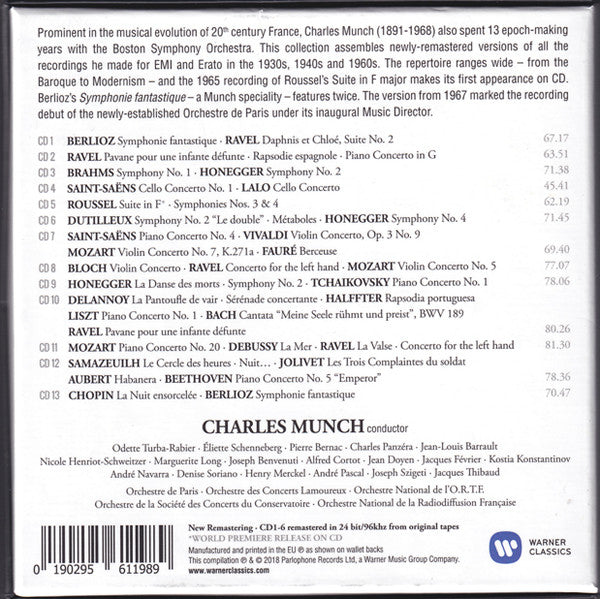 Prominent in the musical evolution of 20th century France, Charles Munch (1891-1968) also spent 13 epoch-making
years with the Boston Symphony Orchestra. This collection assembles newly-remastered versions of all the
recordings he made for EMI and Erato in the 1930s, 1940s and 1960s. The repertoire ranges wide – from the
Baroque to Modernism – and the 1965 recording of Roussel's Suite in F major makes its first appearance on CD.
Berlioz's Symphonie fantastique – a Munch speciality – features twice. The version from 1967 marked the recording
debut of the newly-established Orchestre de Paris under its inaugural Music Director.
CD 1 BERLIOZ Symphonie fantastique · RAVEL Daphnis et Chloé, Suite No. 2 67.17
CD 2 RAVEL Pavane pour une infante défunte · Rapsodie espagnole · Piano Concerto in G 63.51
CD 3 BRAHMS Symphony No. 1 · HONEGGER Symphony No. 2 71.38
CD 4 SAINT-SAËNS Cello Concerto No. 1 · LALO Cello Concerto 45.41
CD 5 ROUSSEL Suite in F* · Symphonies Nos. 3 & 4 62.19
CD 6 DUTILLEUX Symphony No. 2 "Le double" · Métaboles · HONEGGER Symphony No. 4 71.45
CD 7 SAINT-SAËNS Piano Concerto No. 4 · VIVALDI Violin Concerto, Op. 3 No. 9
MOZART Violin Concerto No. 7, K.271a · FAURÉ Berceuse 69.40
CD 8 BLOCH Violin Concerto · RAVEL Concerto for the left hand · MOZART Violin Concerto No. 5 77.07
CD 9 HONEGGER La Danse des morts · Symphony No. 2 · TCHAIKOVSKY Piano Concerto No. 1 78.06
CD 10 DELANNOY La Pantoufle de vair · Sérénade concertante · HALFFTER Rapsodia portuguesa
LISZT Piano Concerto No. 1 · BACH Cantata "Meine Seele rühmt und preist", BWV 189
RAVEL Pavane pour une infante défunte 80.26
CD 11 MOZART Piano Concerto No. 20 · DEBUSSY La Mer · RAVEL La Valse · Concerto for the left hand 81.30
CD 12 SAMAZEUILH Le Cercle des heures · Nuit… · JOLIVET Les Trois Complaintes du soldat
AUBERT Habanera · BEETHOVEN Piano Concerto No. 5 "Emperor" 78.36
CD 13 CHOPIN La Nuit ensorcelée · BERLIOZ Symphonie fantastique 70.47
CHARLES MUNCH conductor
Odette Turba-Rabier · Éliette Schenneberg · Pierre Bernac · Charles Panzéra · Jean-Louis Barrault
Nicole Henriot-Schweitzer · Marguerite Long · Joseph Benvenuti · Alfred Cortot · Jean Doyen · Jacques Février · Kostia Konstantinov
André Navarra · Denise Soriano · Henry Merckel · André Pascal · Joseph Szigeti · Jacques Thibaud
Orchestre de Paris · Orchestre des Concerts Lamoureux · Orchestre National de l'O.R.T.F.
Orchestre de la Société des Concerts du Conservatoire · Orchestre National de la Radiodiffusion Française
New Remastering · CD1-6 remastered in 24 bit/96khz from original tapes
*WORLD PREMIERE RELEASE ON CD
Manufactured and printed in the EU ℗ as shown on wallet backs
This compilation ℗ & © 2018 Parlophone Records Ltd, a Warner Music Group Company.
www.warnerclassics.com
WARNER
CLASSICS
0 190295 611989